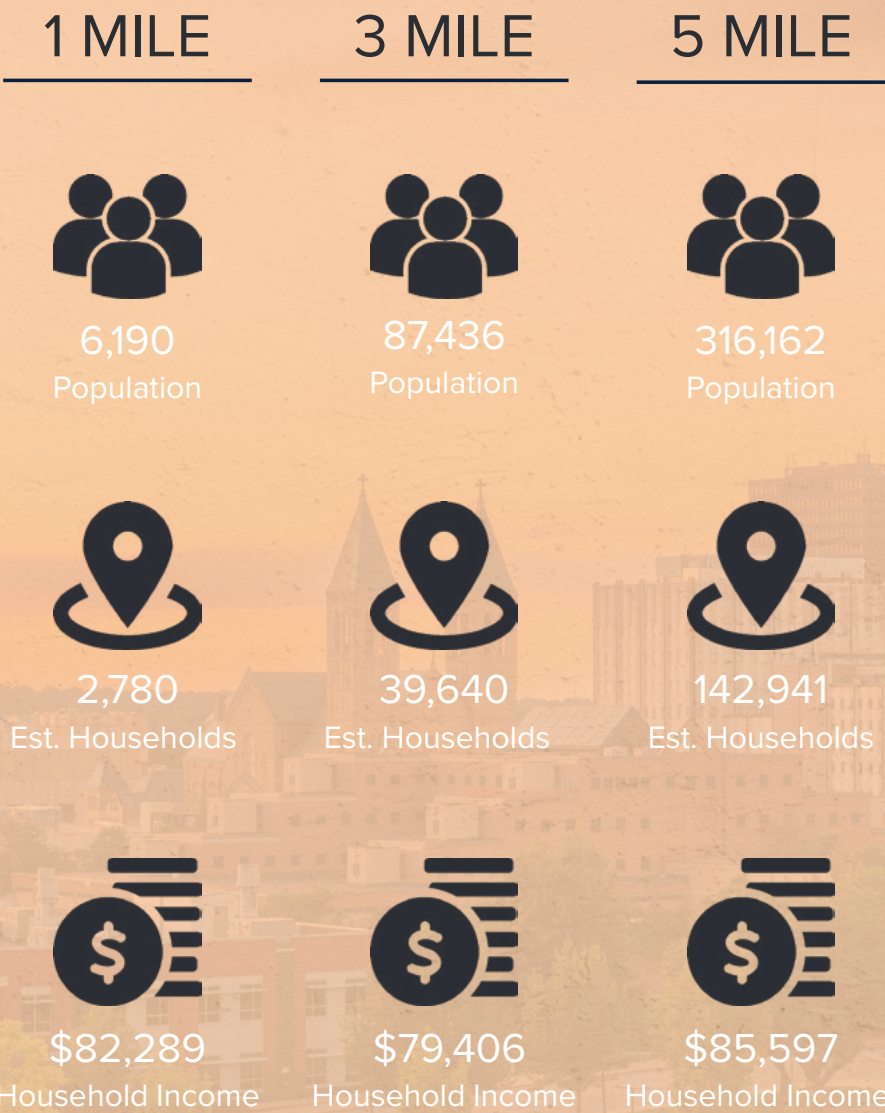 1 MILE
3 MILE
5 MILE
6,190
Population
87,436
Population
316,162
Population
2,780
Est. Households
39,640
Est. Households
142,941
Est. Households
$82,289
Household Income
$79,406
Household Income
$85,597
Household Income